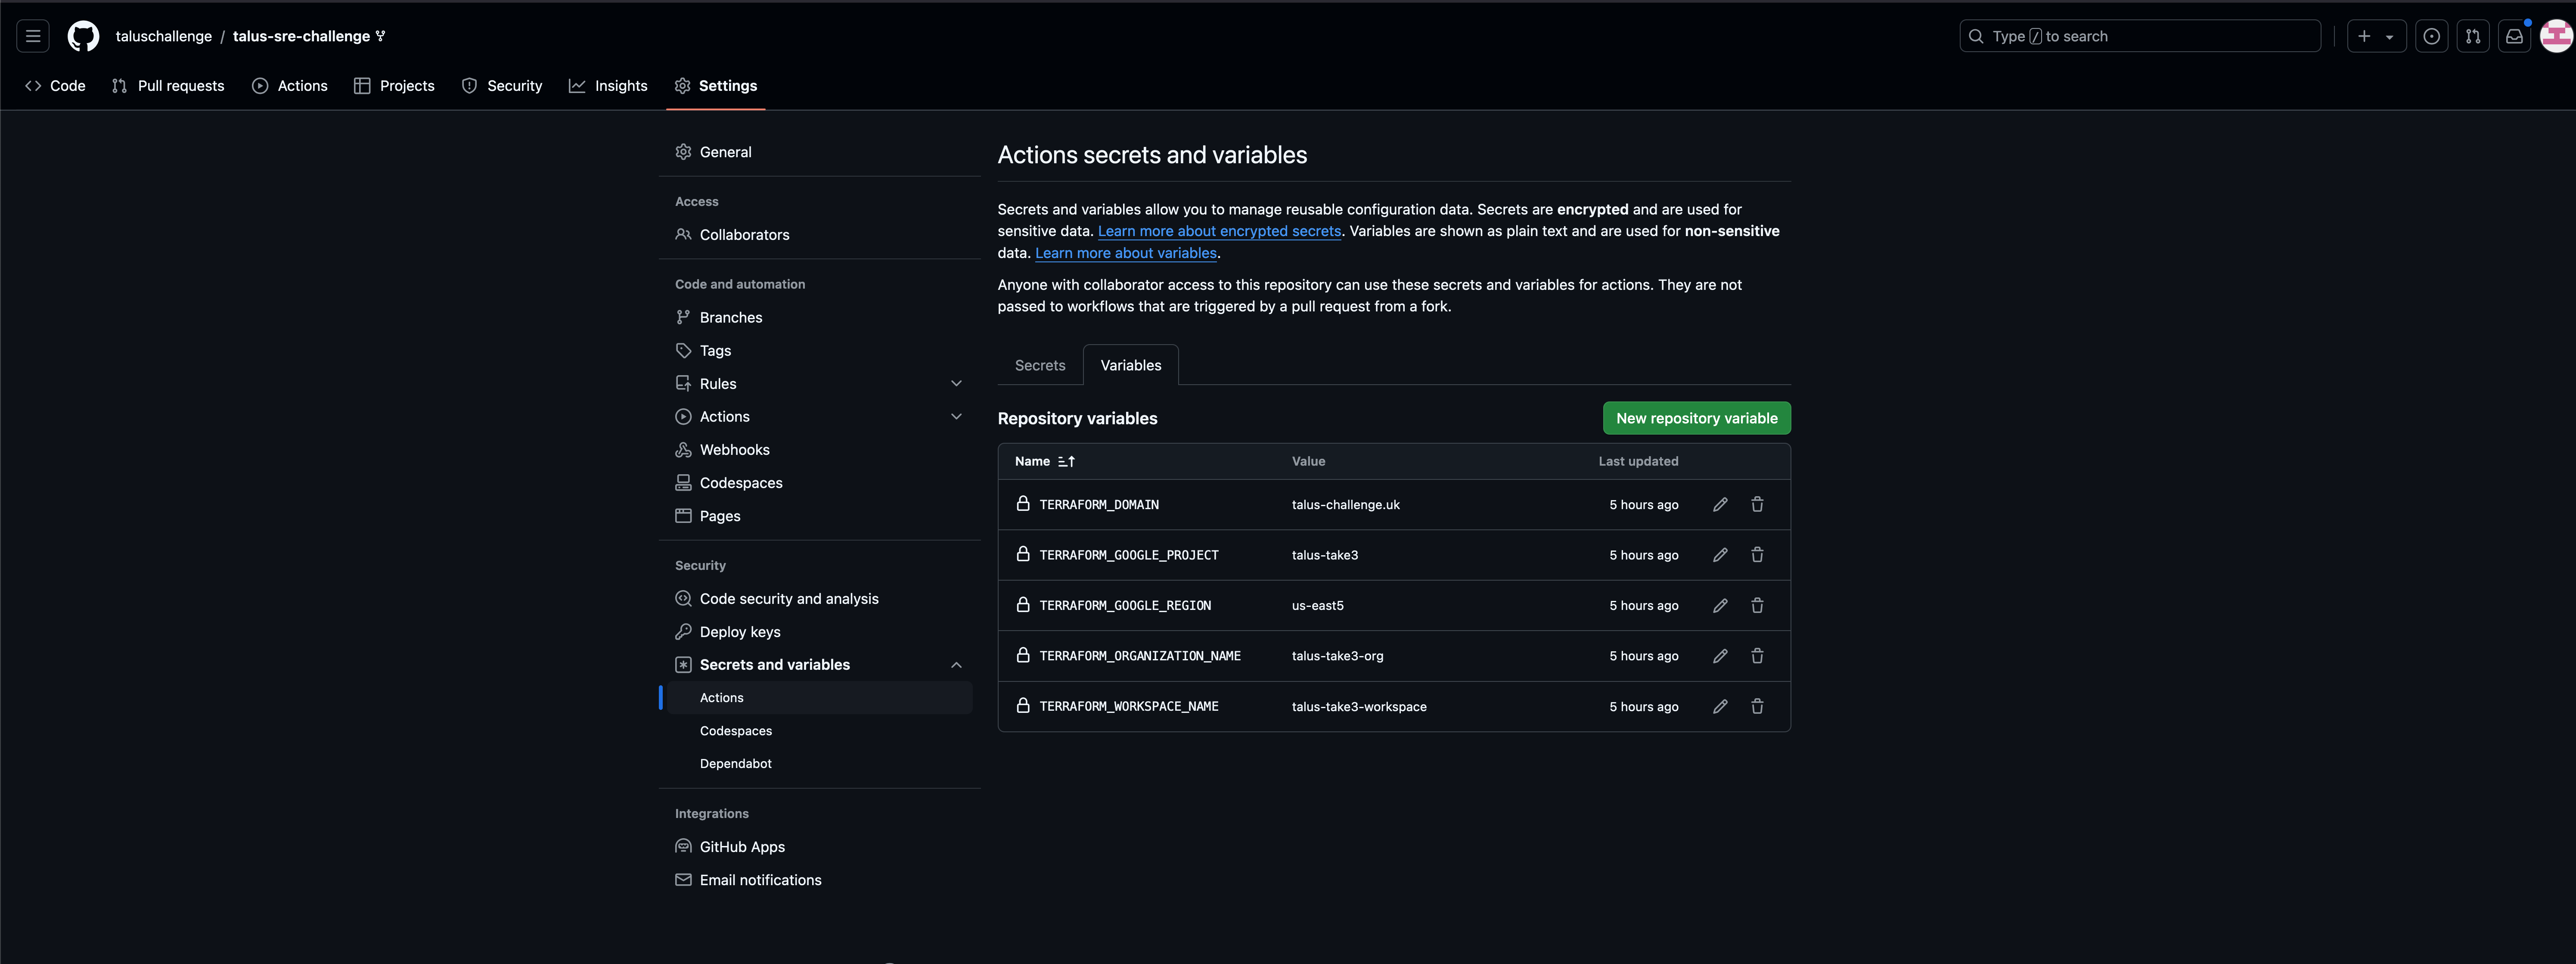 taluschallenge / talus-sre-challenge
Type / to search
Code
Pull requests
Actions
Projects
Security
Insights
Settings
General
Access
Collaborators
Code and automation
Branches
Tags
Rules
Actions
Webhooks
Codespaces
Pages
Security
Code security and analysis
Deploy keys
Secrets and variables
Actions
Codespaces
Dependabot
Integrations
GitHub Apps
Email notifications
Actions secrets and variables
Secrets and variables allow you to manage reusable configuration data. Secrets are encrypted and are used for
sensitive data. Learn more about encrypted secrets. Variables are shown as plain text and are used for non-sensitive
data. Learn more about variables.
Anyone with collaborator access to this repository can use these secrets and variables for actions. They are not
passed to workflows that are triggered by a pull request from a fork.
Secrets
Variables
Repository variables
New repository variable
Name Value Last updated
TERRAFORM_DOMAIN talus-challenge.uk 5 hours ago
TERRAFORM_GOOGLE_PROJECT talus-take3 5 hours ago
TERRAFORM_GOOGLE_REGION us-east5 5 hours ago
TERRAFORM_ORGANIZATION_NAME talus-take3-org 5 hours ago
TERRAFORM_WORKSPACE_NAME talus-take3-workspace 5 hours ago